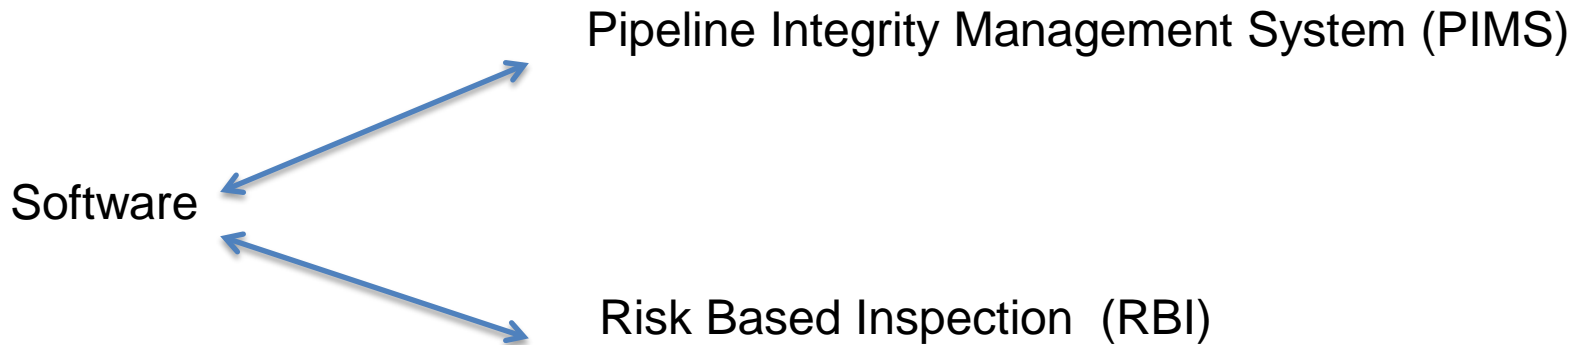 Pipeline Integrity Management System (PIMS)
Software
Risk Based Inspection (RBI)